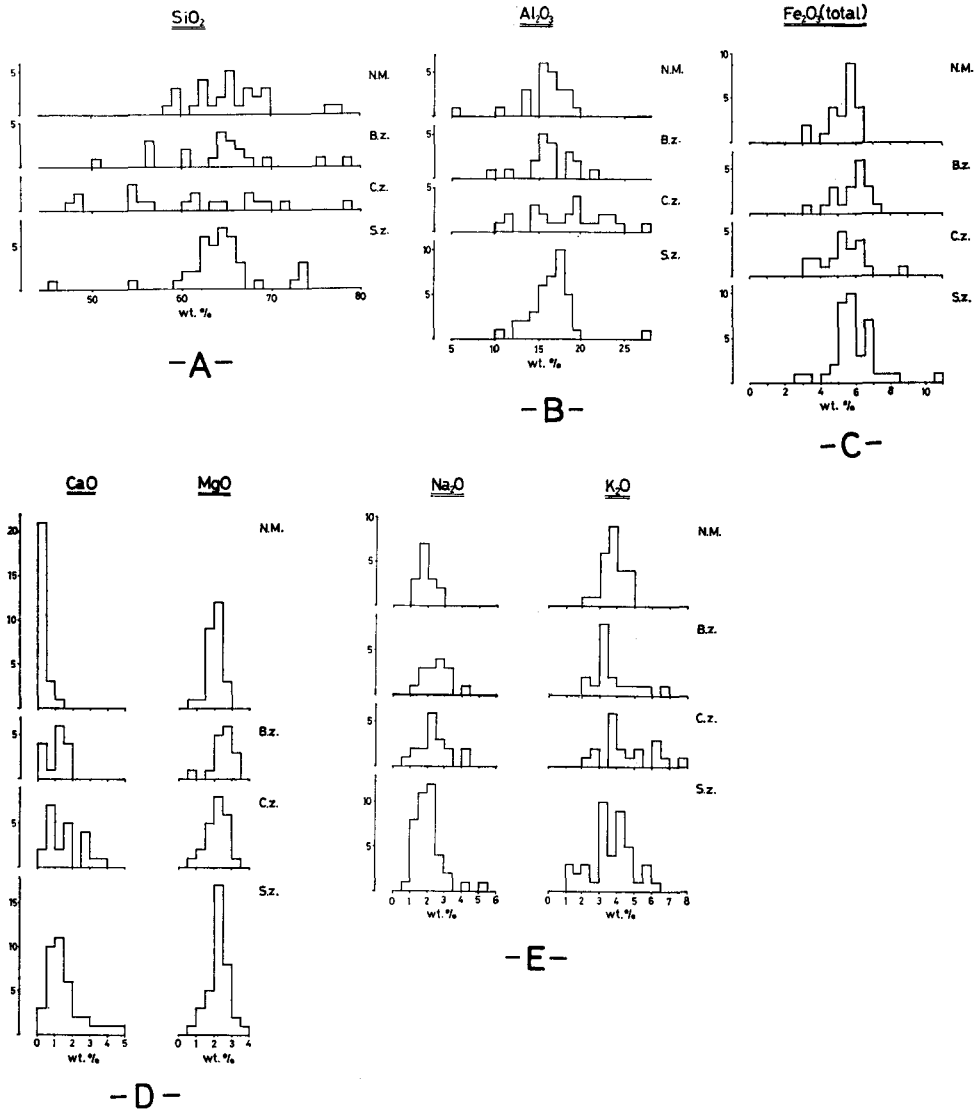 SiO₂
5
N.M.
5
B.z.
5
C.z.
5
S.z.
50 60 70 80
wt. %
-A-
Al₂O₃
5
N.M.
5
B.z.
5
C.z.
10
5
S.z.
5 10 15 20 25
wt. %
-B-
Fe₂O₃(total)
10
5
N.M.
5
B.z.
5
C.z.
10
5
S.z.
0 2 4 6 8 10
wt. %
-C-
CaO MgO
20
15
10
5
N.M.
5
B.z.
5
C.z.
15
10
5
S.z.
0 1 2 3 4 5 0 1 2 3 4
wt. % wt. %
-D-
Na₂O K₂O
10
5
N.M.
5
B.z.
5
C.z.
10
5
S.z.
0 1 2 3 4 5 6 0 1 2 3 4 5 6 7 8
wt. % wt. %
-E-